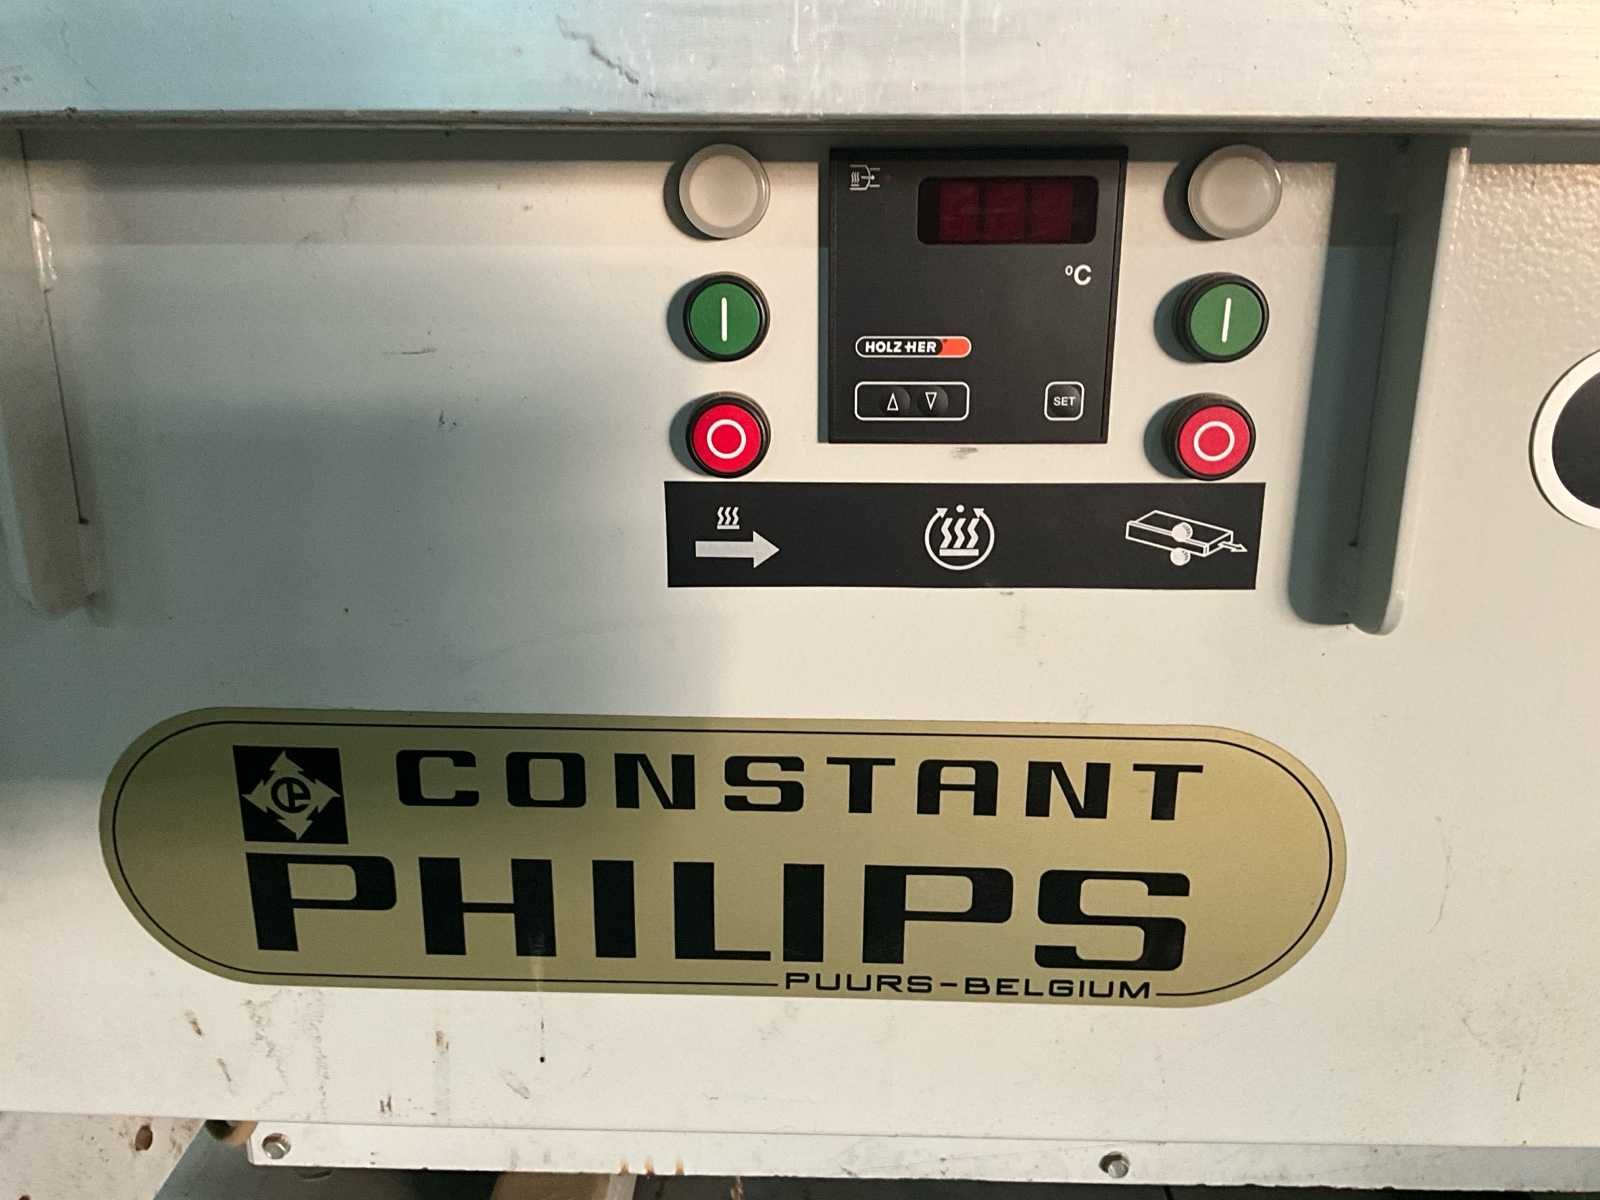 °C
HOLZ-HER
SET
CONSTANT
PHILIPS
PUURS-BELGIUM